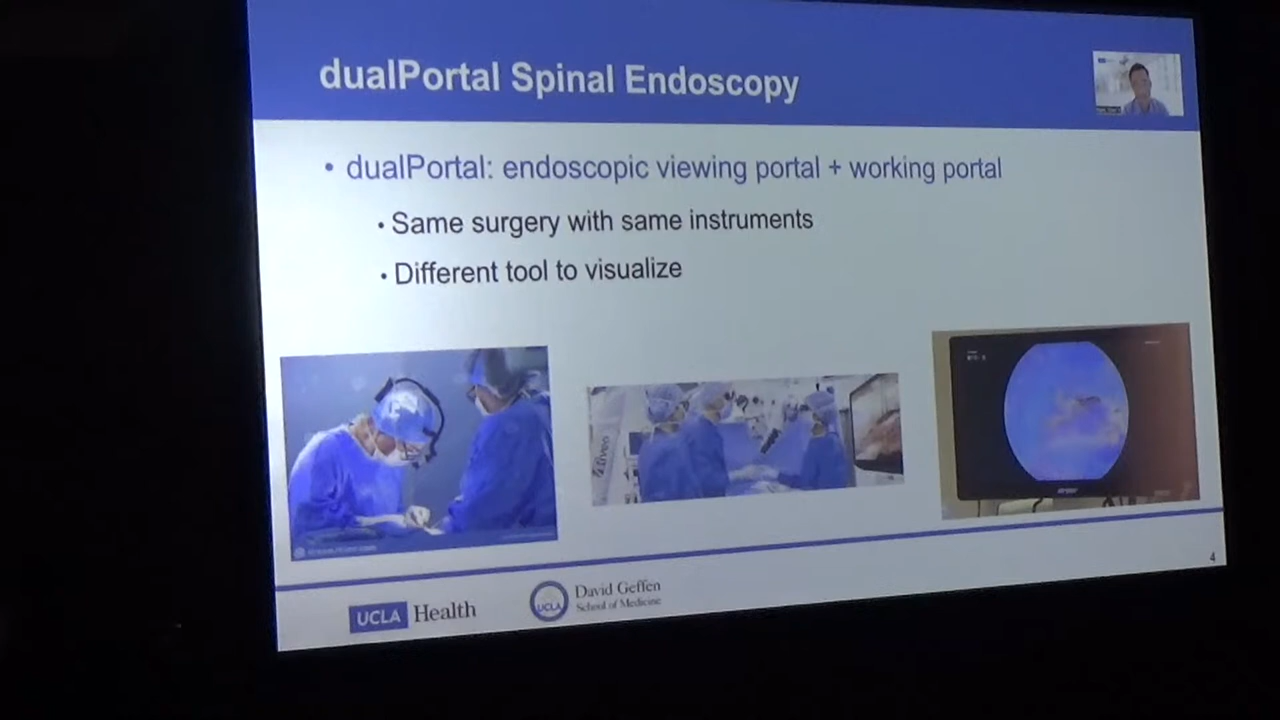 dualPortal Spinal Endoscopy
• dualPortal: endoscopic viewing portal + working portal
• Same surgery with same instruments
• Different tool to visualize
4
UCLA Health
UCLA
David Geffen
School of Medicine